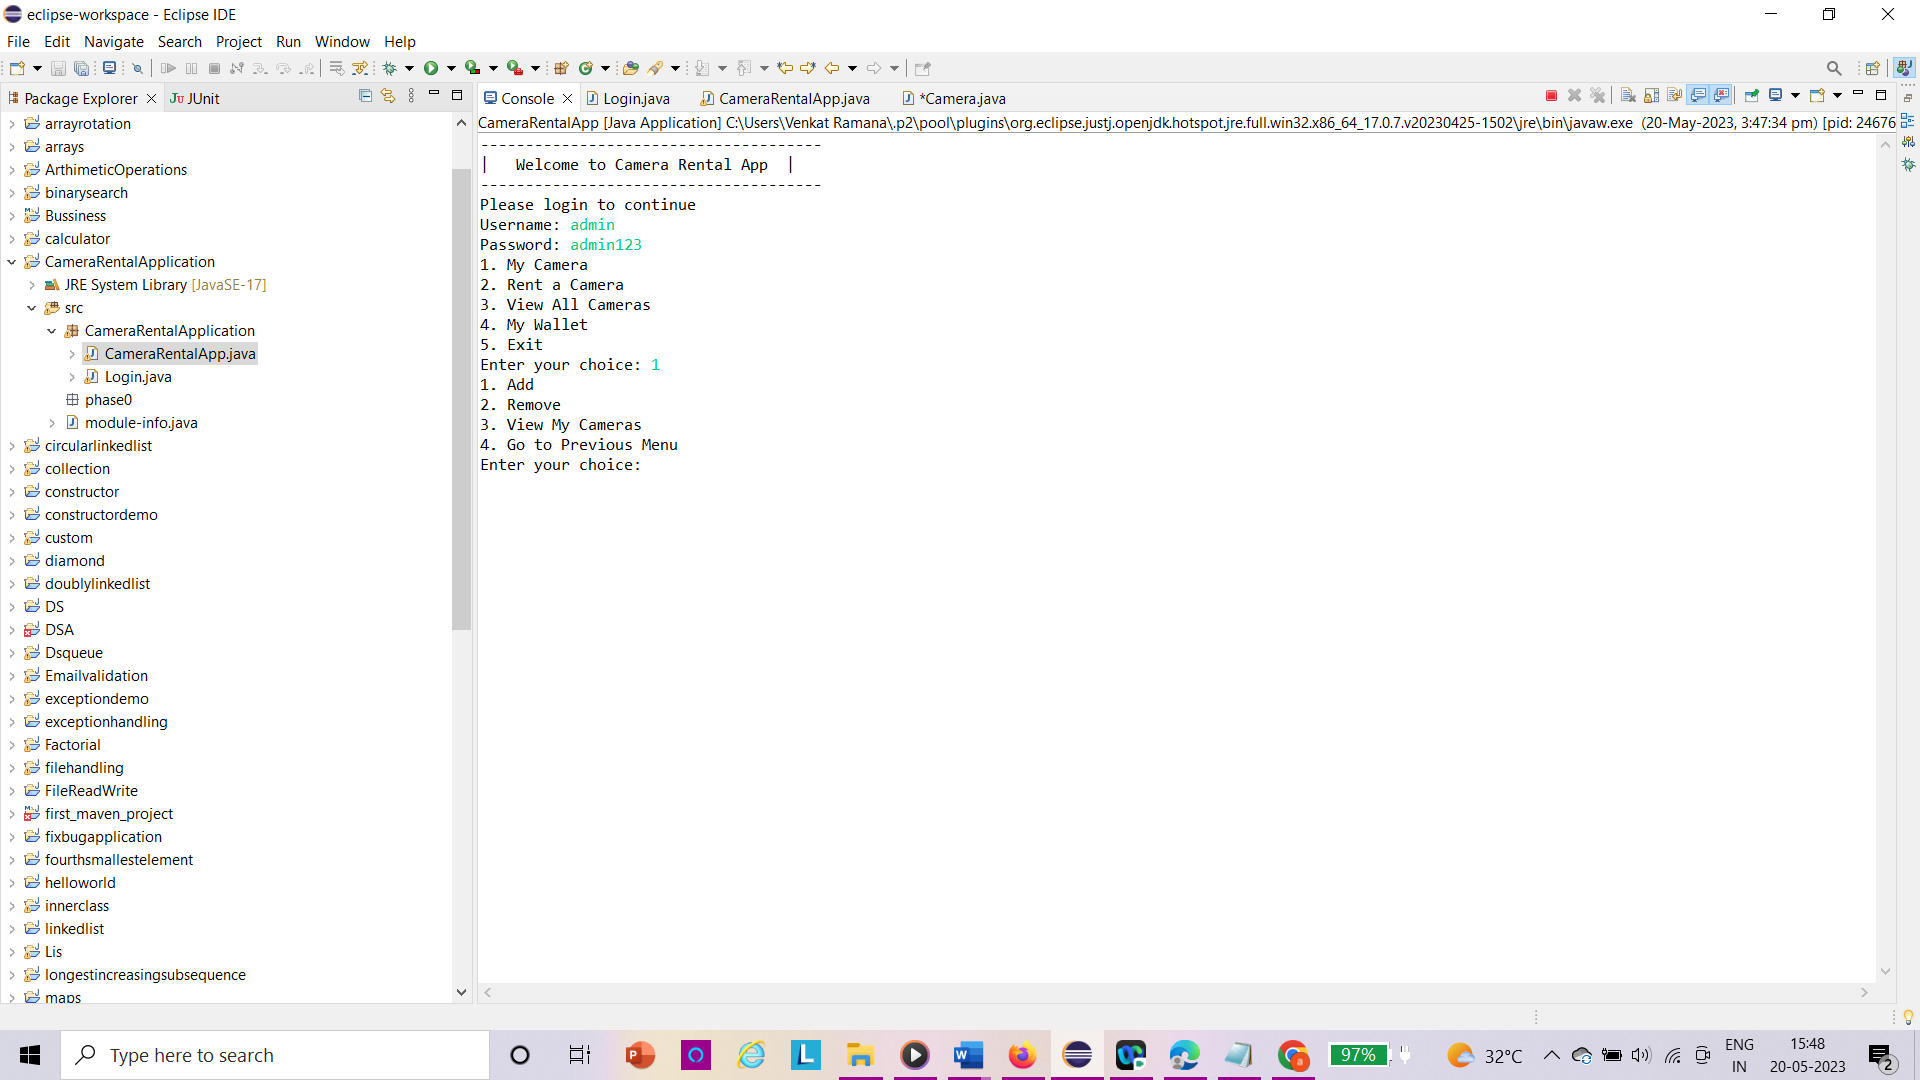 eclipse-workspace - Eclipse IDE
File Edit Navigate Search Project Run Window Help
Package Explorer
JUnit
Console
Login.java
CameraRentalApp.java
*Camera.java
CameraRentalApp [Java Application] C:\Users\Venkat Ramana\.p2\pool\plugins\org.eclipse.justj.openjdk.hotspot.jre.full.win32.x86_64_17.0.7.v20230425-1502\jre\bin\javaw.exe (20-May-2023, 3:47:34 pm) [pid: 24676
arrayrotation
arrays
ArthimeticOperations
binarysearch
Bussiness
calculator
CameraRentalApplication
JRE System Library [JavaSE-17]
src
CameraRentalApplication
CameraRentalApp.java
Login.java
phase0
module-info.java
circularlinkedlist
collection
constructor
constructordemo
custom
diamond
doublylinkedlist
DS
DSA
Dsqueue
Emailvalidation
exceptiondemo
exceptionhandling
Factorial
filehandling
FileReadWrite
first_maven_project
fixbugapplication
fourthsmallestelement
helloworld
innerclass
linkedlist
Lis
longestincreasingsubsequence
maps
--------------------------------------
|   Welcome to Camera Rental App  |
--------------------------------------
Please login to continue
Username: admin
Password: admin123
1. My Camera
2. Rent a Camera
3. View All Cameras
4. My Wallet
5. Exit
Enter your choice: 1
1. Add
2. Remove
3. View My Cameras
4. Go to Previous Menu
Enter your choice:
Type here to search
97%
32°C
ENG
IN
15:48
20-05-2023
2